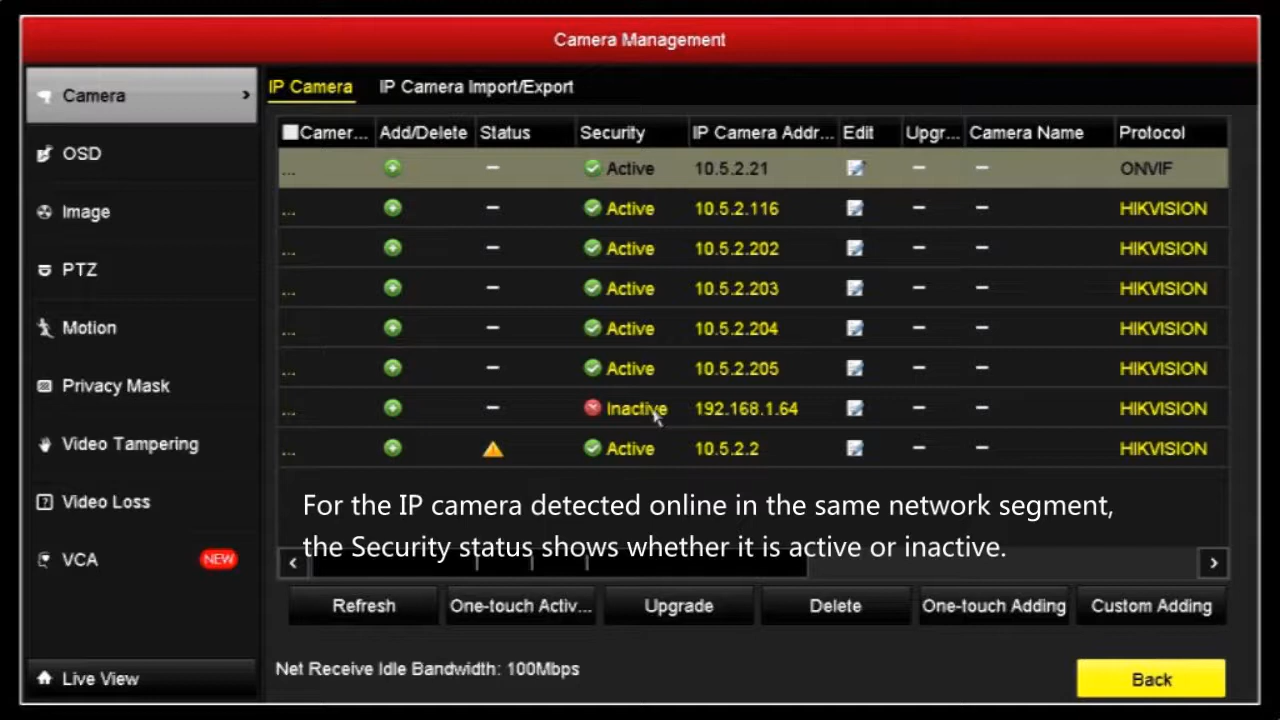 Camera Management
Camera
OSD
Image
PTZ
Motion
Privacy Mask
Video Tampering
Video Loss
VCA NEW
Live View
IP Camera IP Camera Import/Export
Camer... Add/Delete Status Security IP Camera Addr... Edit Upgr... Camera Name Protocol
... – Active 10.5.2.21 – – ONVIF
... – Active 10.5.2.116 – – HIKVISION
... – Active 10.5.2.202 – – HIKVISION
... – Active 10.5.2.203 – – HIKVISION
... – Active 10.5.2.204 – – HIKVISION
... – Active 10.5.2.205 – – HIKVISION
... – Inactive 192.168.1.64 – – HIKVISION
... Active 10.5.2.2 – – HIKVISION
For the IP camera detected online in the same network segment,
the Security status shows whether it is active or inactive.
Refresh One-touch Activ... Upgrade Delete One-touch Adding Custom Adding
Net Receive Idle Bandwidth: 100Mbps
Back